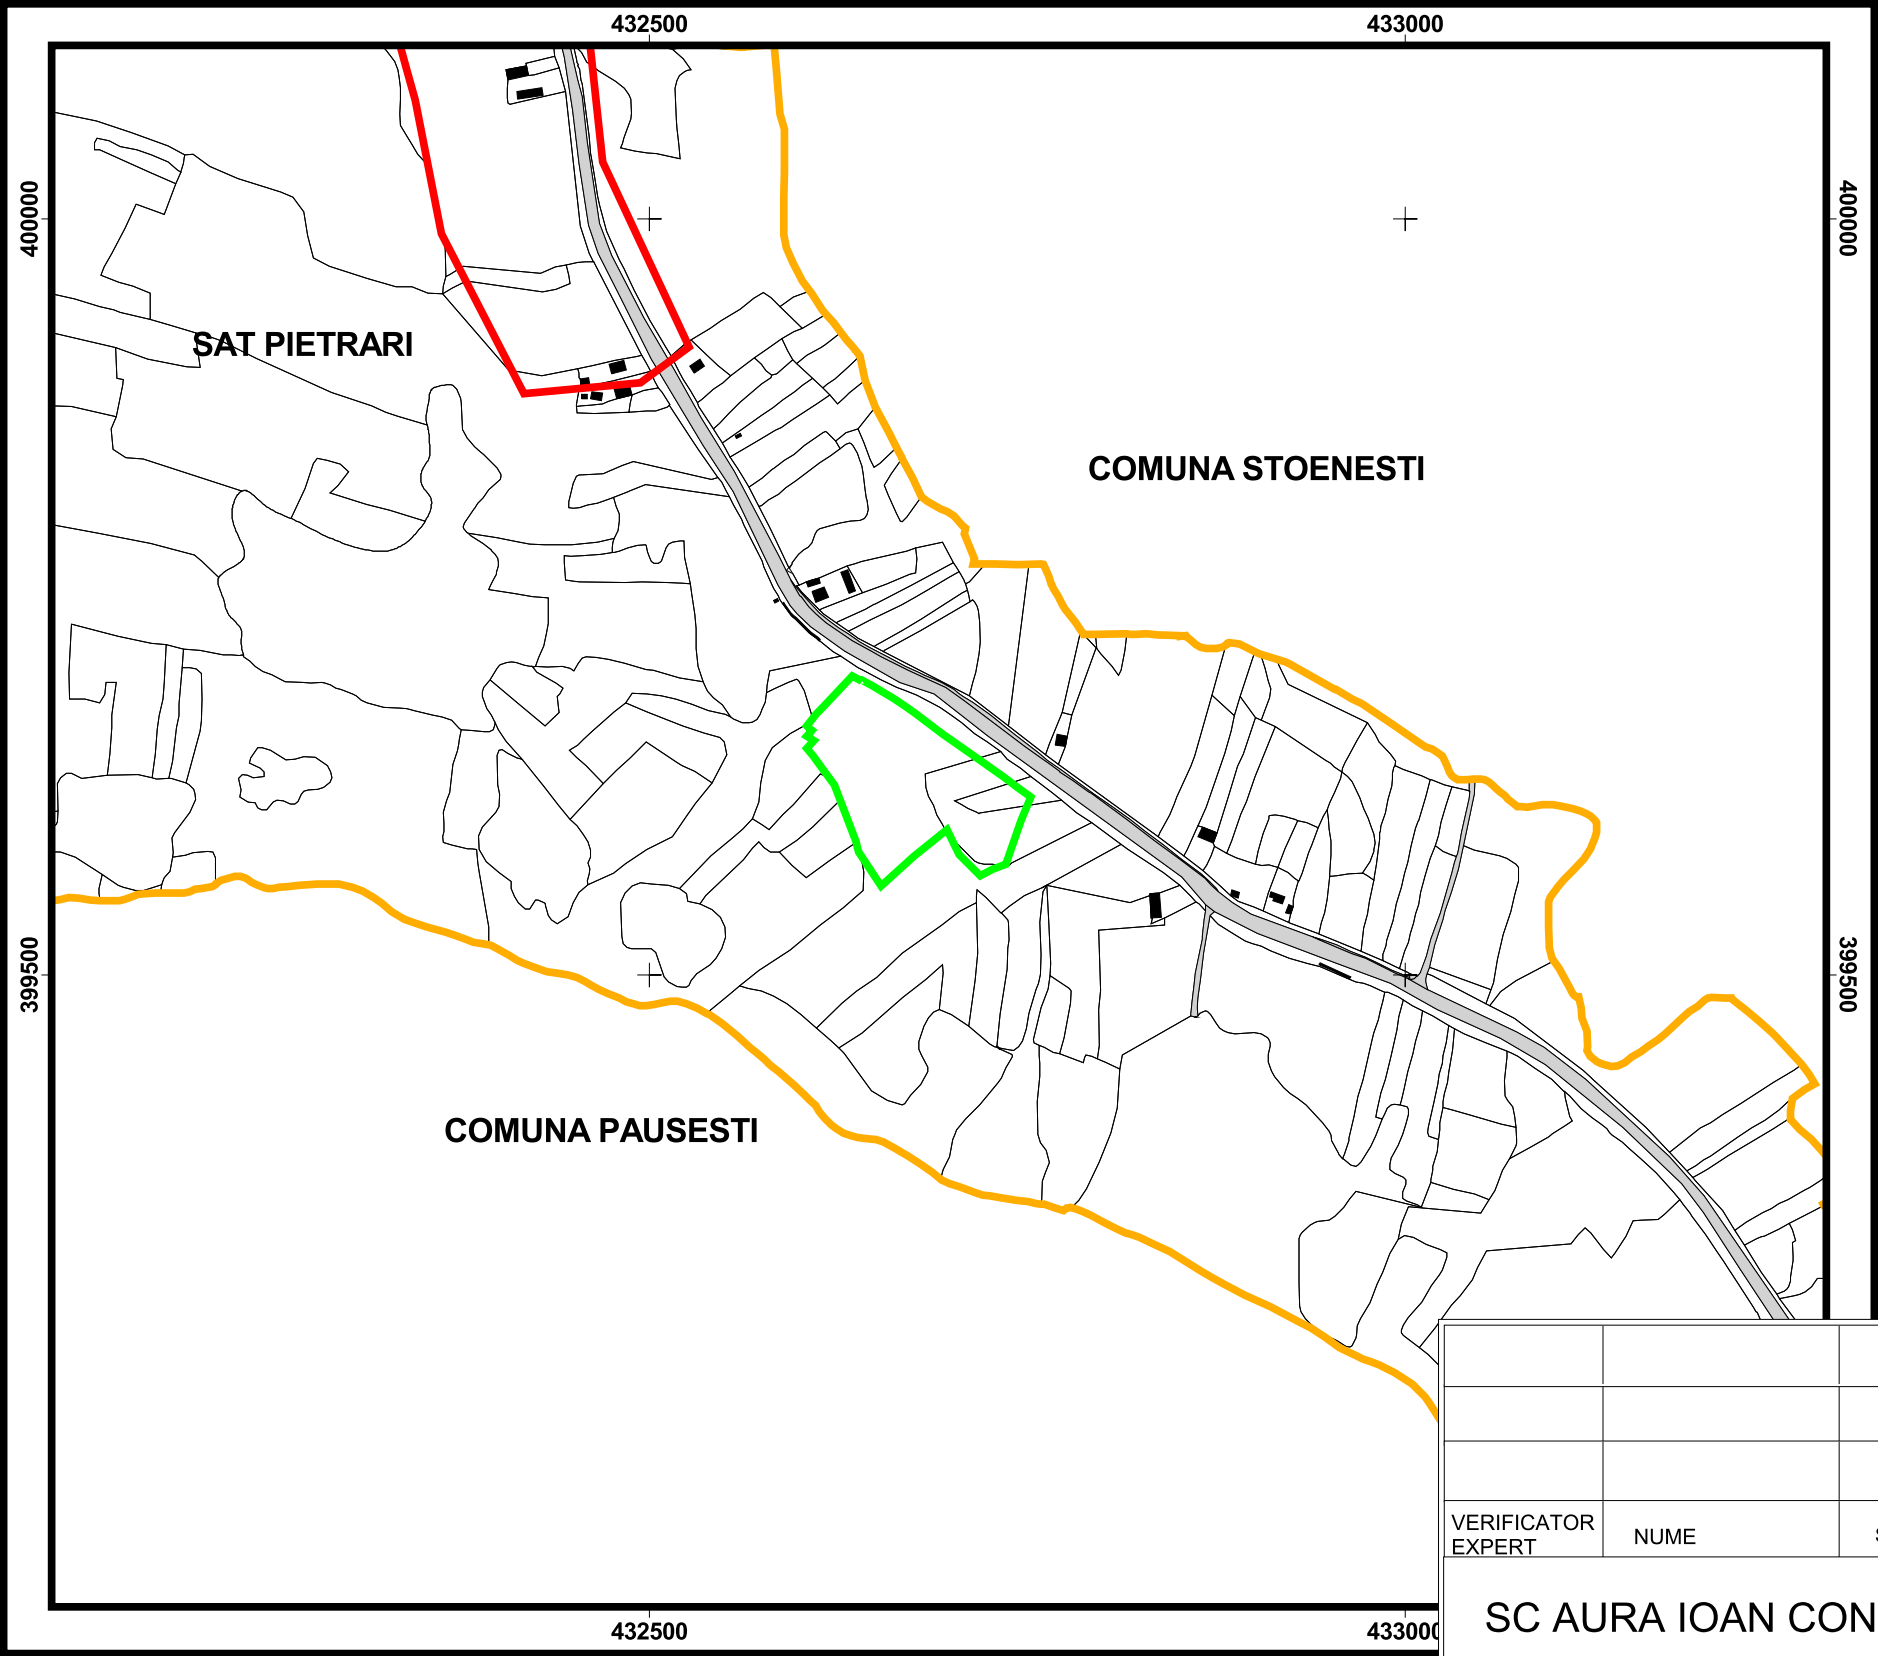 432500
433000
400000
400000
SAT PIETRARI
COMUNA STOENESTI
399500
399500
COMUNA PAUSESTI
VERIFICATOR
EXPERT
NUME
432500
433000
SC AURA IOAN CON